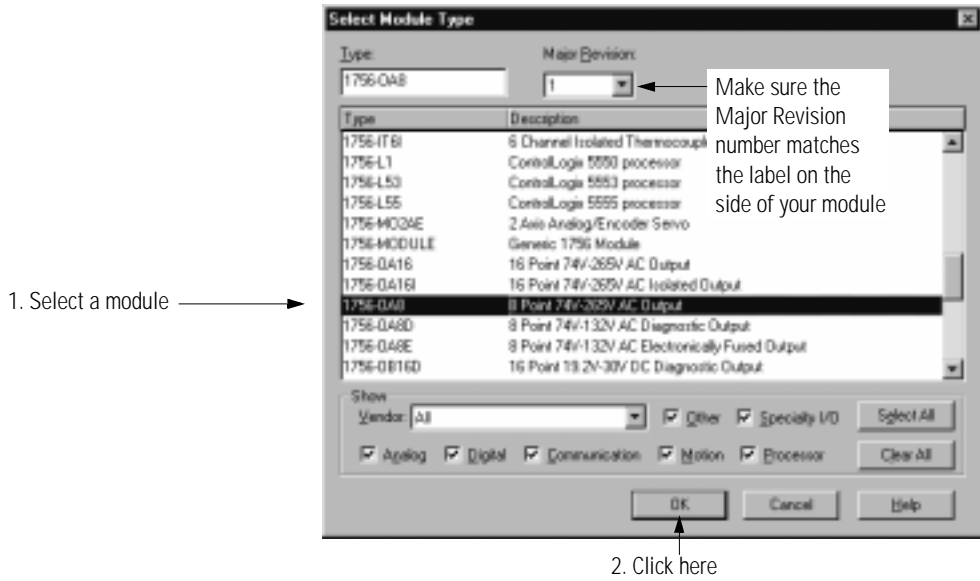 Select Module Type
Type:
Major Revision:
1756-OA8
1
Make sure the
Major Revision
number matches
the label on the
side of your module
Type
Description
1756-IT6I
6 Channel Isolated Thermocouple
1756-L1
ControlLogix 5550 processor
1756-L53
ControlLogix 5553 processor
1756-L55
ControlLogix 5555 processor
1756-MO2AE
2 Axis Analog/Encoder Servo
1756-MODULE
Generic 1756 Module
1756-OA16
16 Point 74V-265V AC Output
1756-OA16I
16 Point 74V-265V AC Isolated Output
1. Select a module
1756-OA8
8 Point 74V-265V AC Output
1756-OA8D
8 Point 74V-132V AC Diagnostic Output
1756-OA8E
8 Point 74V-132V AC Electronically Fused Output
1756-OB16D
16 Point 19.2V-30V DC Diagnostic Output
Show
Vendor: All
Other
Specialty I/O
Select All
Analog
Digital
Communication
Motion
Processor
Clear All
OK
Cancel
Help
2. Click here